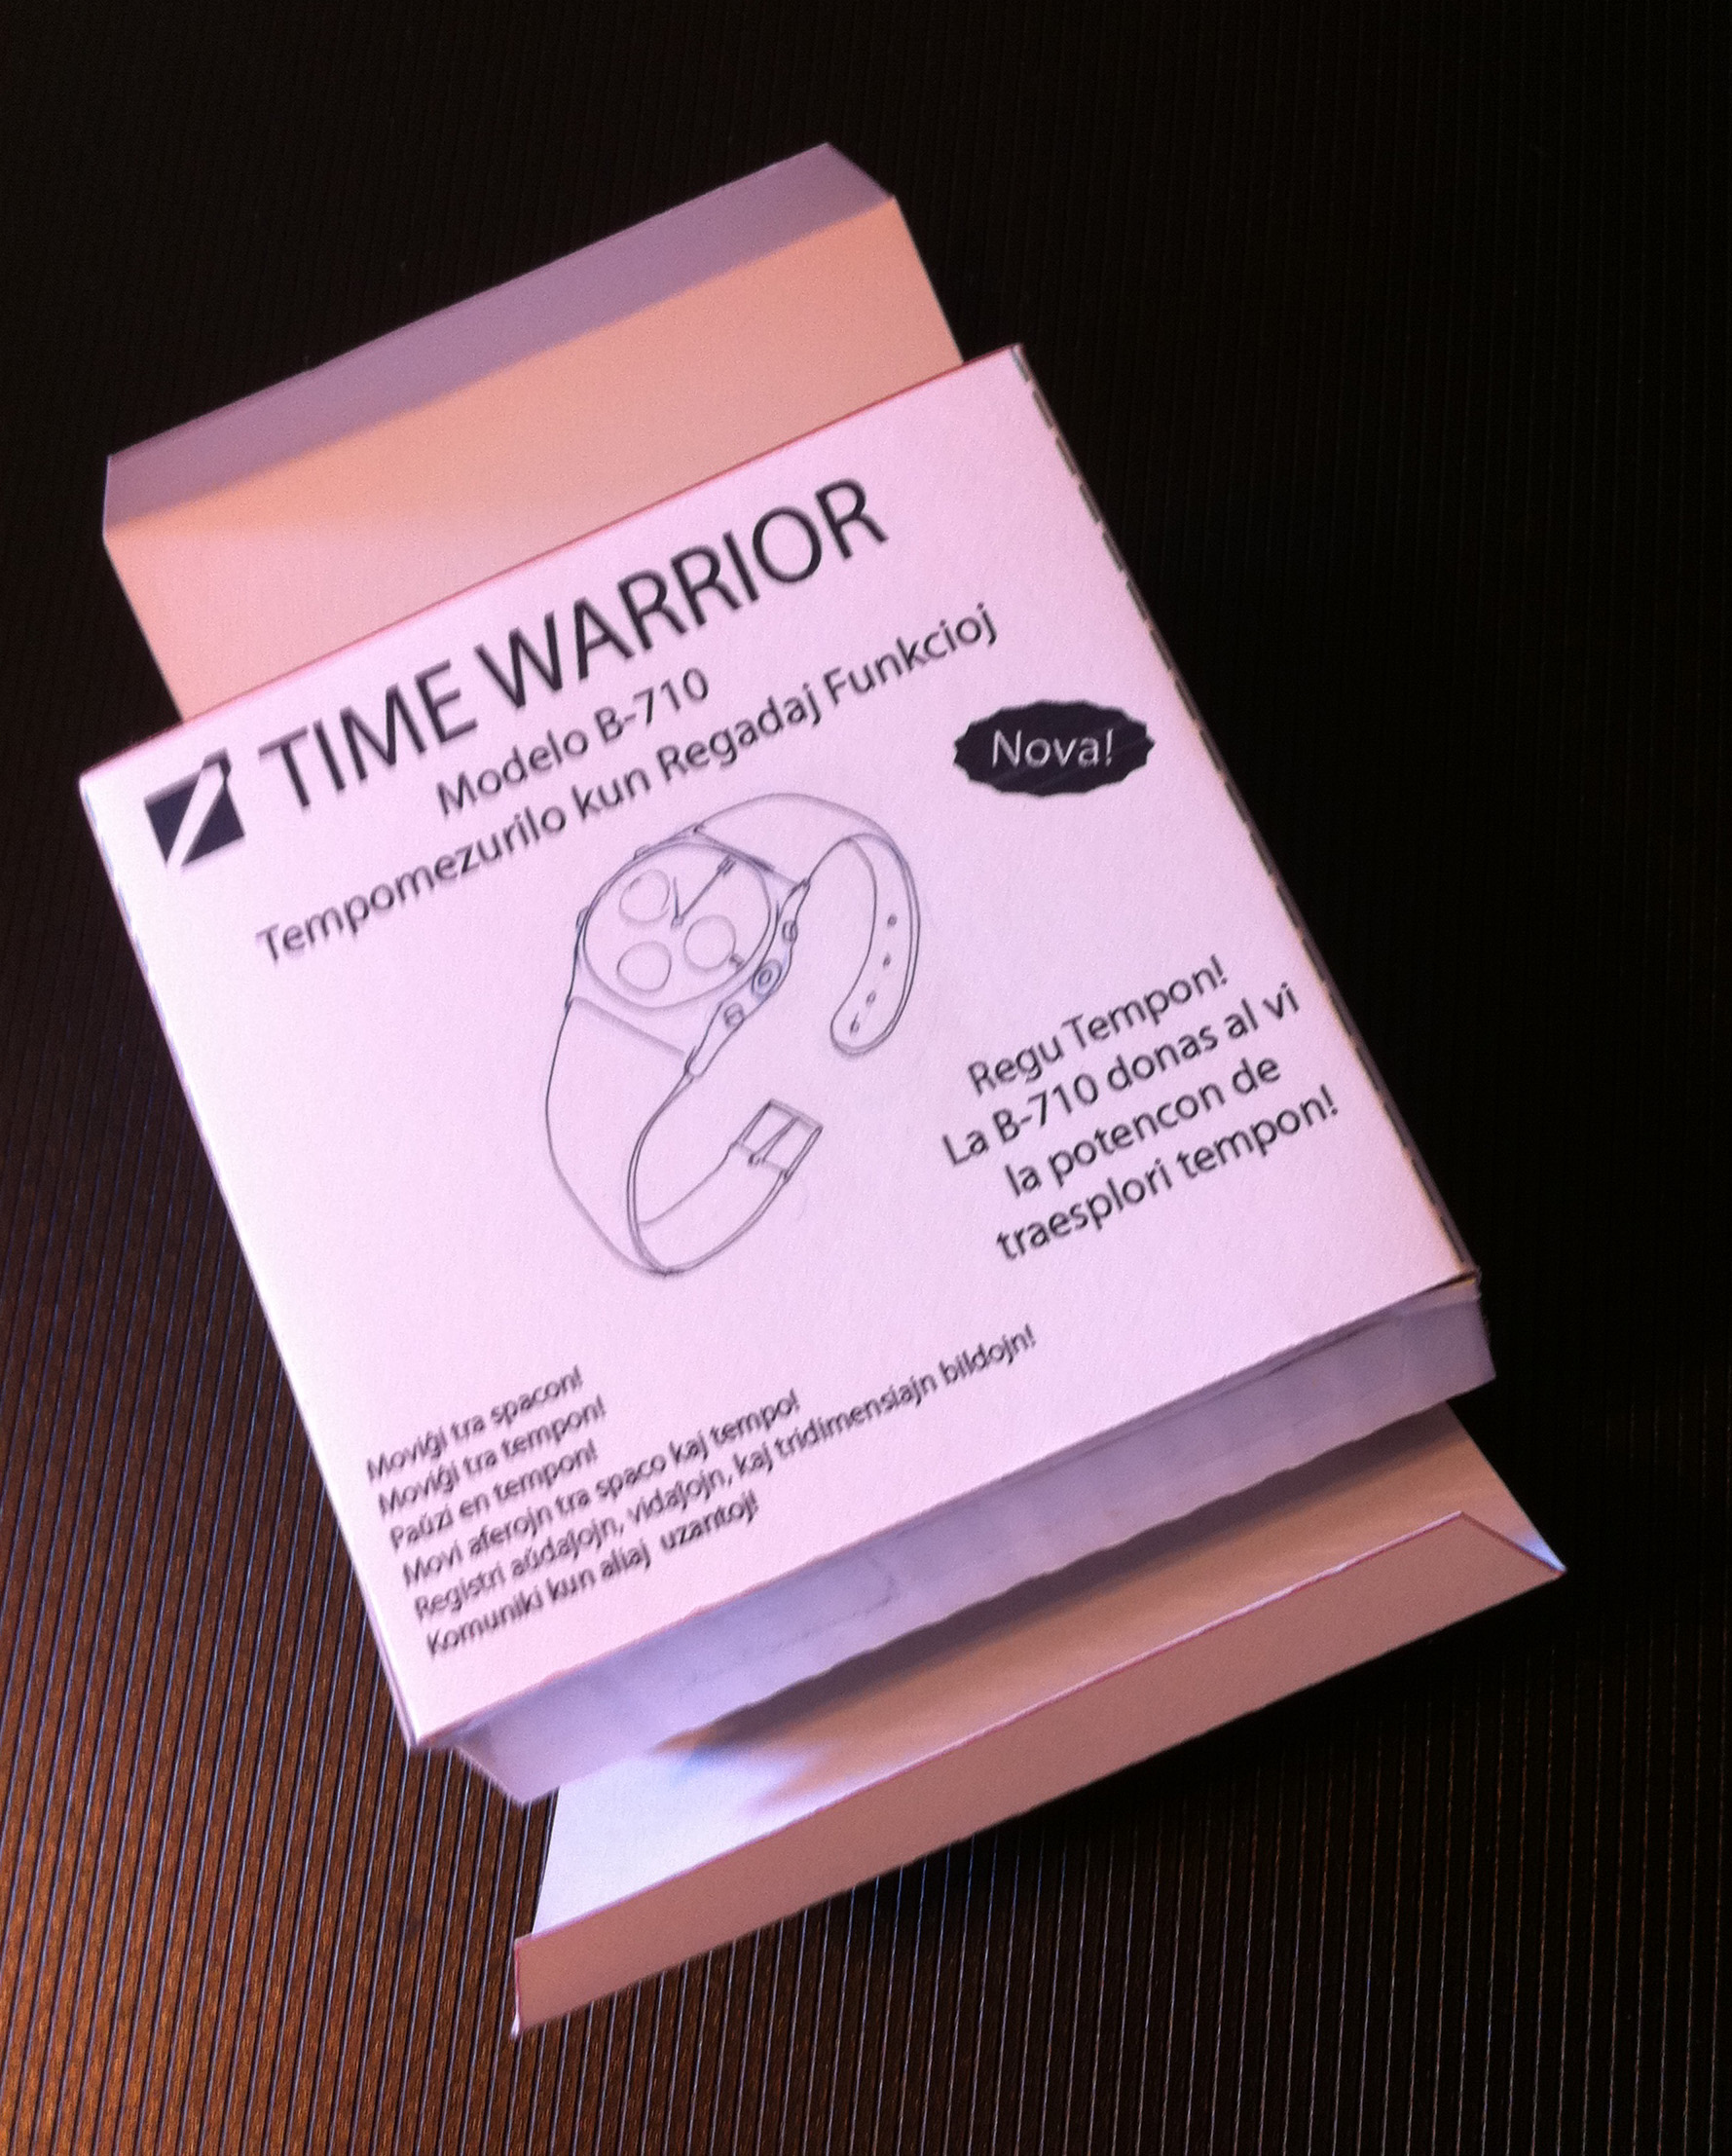 TIME WARRIOR
Modelo B-710
Tempomezurilo kun Regadaj Funkcioj
Nova!
Regu Tempon!
La B-710 donas al vi
la potencon de
traesplori tempon!
Moviĝi tra spacon!
Moviĝi tra tempon!
Paŭzi en tempon!
Movi aferojn tra spaco kaj tempo!
Registri aŭdaĵojn, vidaĵojn, kaj tridimensiajn bildojn!
Komuniki kun aliaj uzantoj!